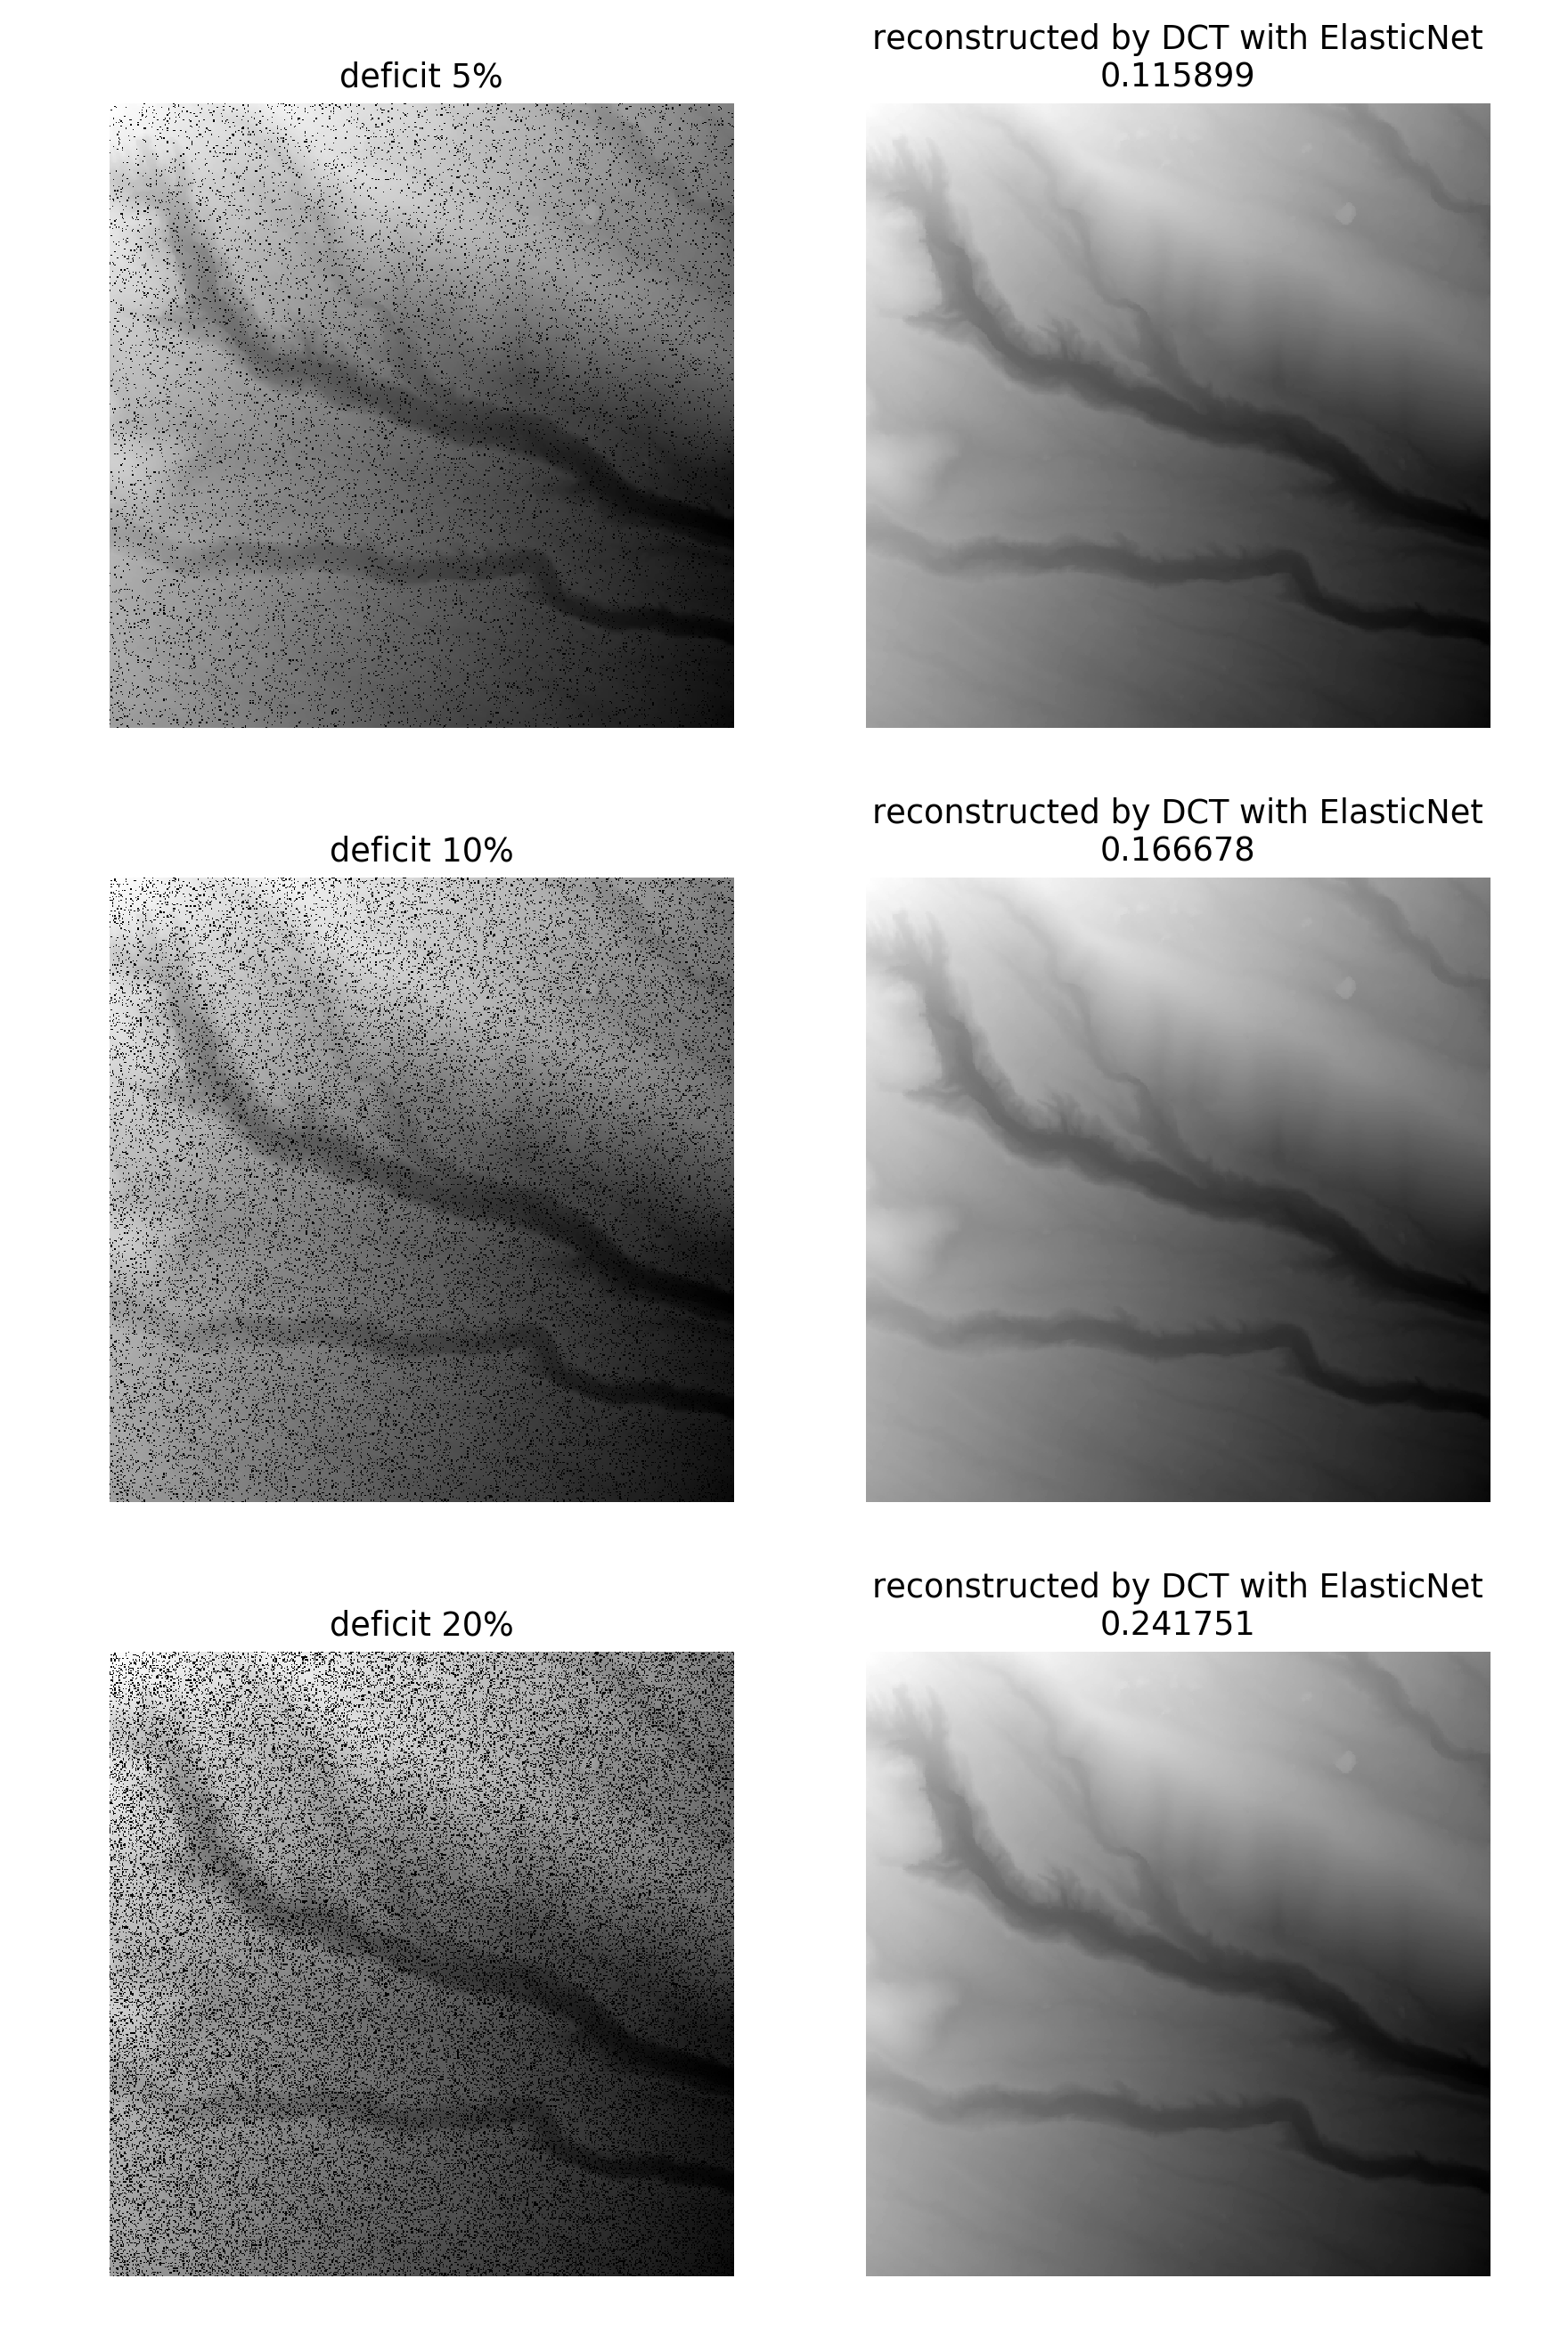 deficit 5%
reconstructed by DCT with ElasticNet
0.115899
deficit 10%
reconstructed by DCT with ElasticNet
0.166678
deficit 20%
reconstructed by DCT with ElasticNet
0.241751